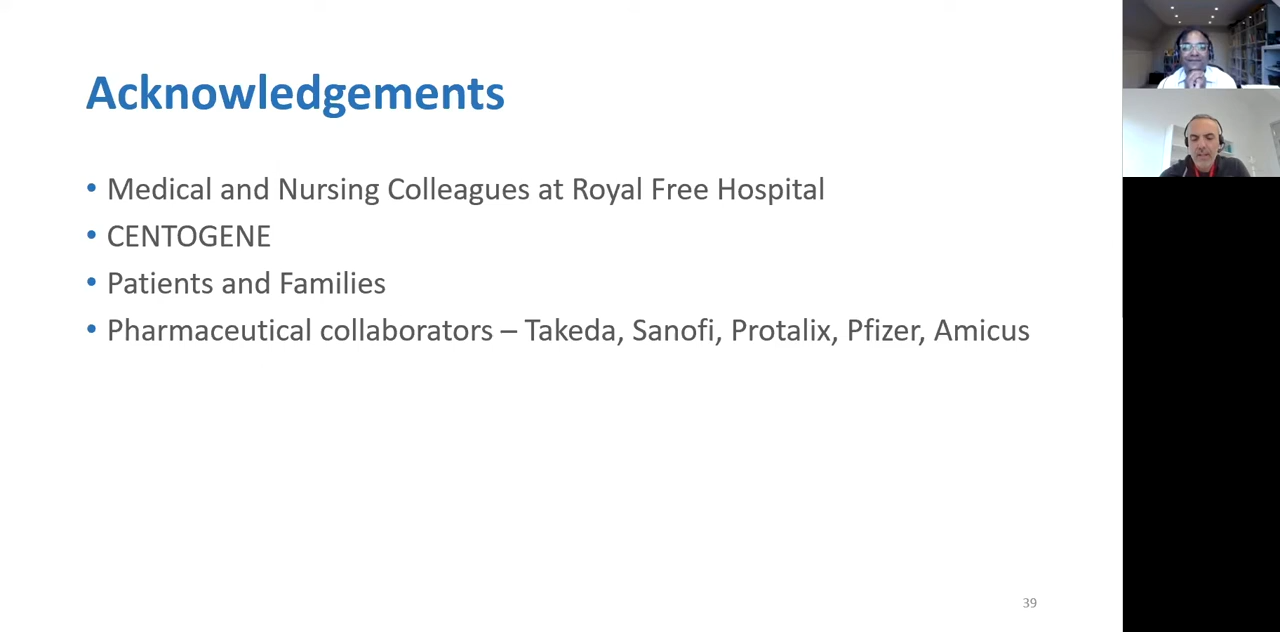 Acknowledgements
• Medical and Nursing Colleagues at Royal Free Hospital
• CENTOGENE
• Patients and Families
• Pharmaceutical collaborators – Takeda, Sanofi, Protalix, Pfizer, Amicus
39